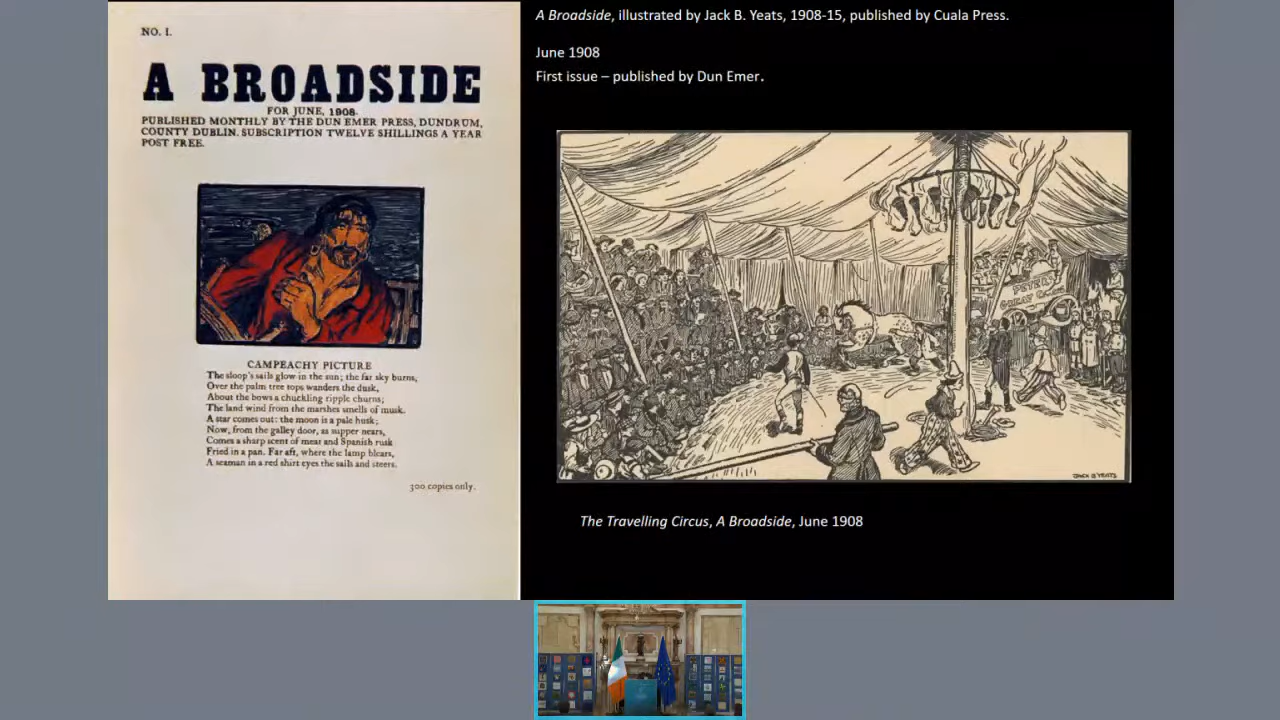 NO. I.
A BROADSIDE
FOR JUNE, 1908.
PUBLISHED MONTHLY BY THE DUN EMER PRESS, DUNDRUM,
COUNTY DUBLIN. SUBSCRIPTION TWELVE SHILLINGS A YEAR
POST FREE.
CAMPEACHY PICTURE
The sloop's sails glow in the sun; the far sky burns,
Over the palm tree tops wanders the dusk,
About the bows a chuckling ripple churns;
The land wind from the marshes smells of musk.
A star comes out: the moon is a pale husk;
Now, from the galley door, as supper nears,
Comes a sharp scent of meat and Spanish rusk
Fried in a pan. Far aft, where the lamp blears,
A seaman in a red shirt eyes the sails and steers.
300 copies only.
A Broadside, illustrated by Jack B. Yeats, 1908-15, published by Cuala Press.
June 1908
First issue – published by Dun Emer.
PETER'S
GREAT
JACK B YEATS
The Travelling Circus, A Broadside, June 1908